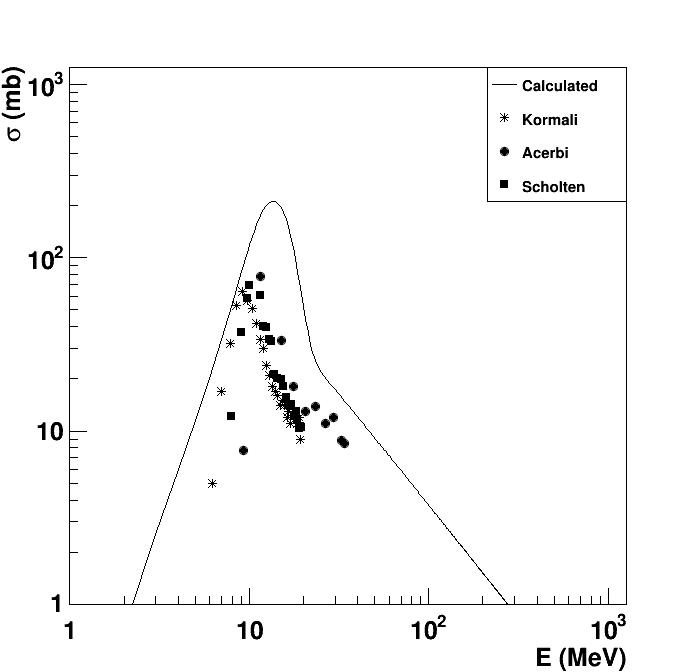 σ (mb)
10³
10²
10
1
Calculated
Kormali
Acerbi
Scholten
1 10 10² 10³
E (MeV)